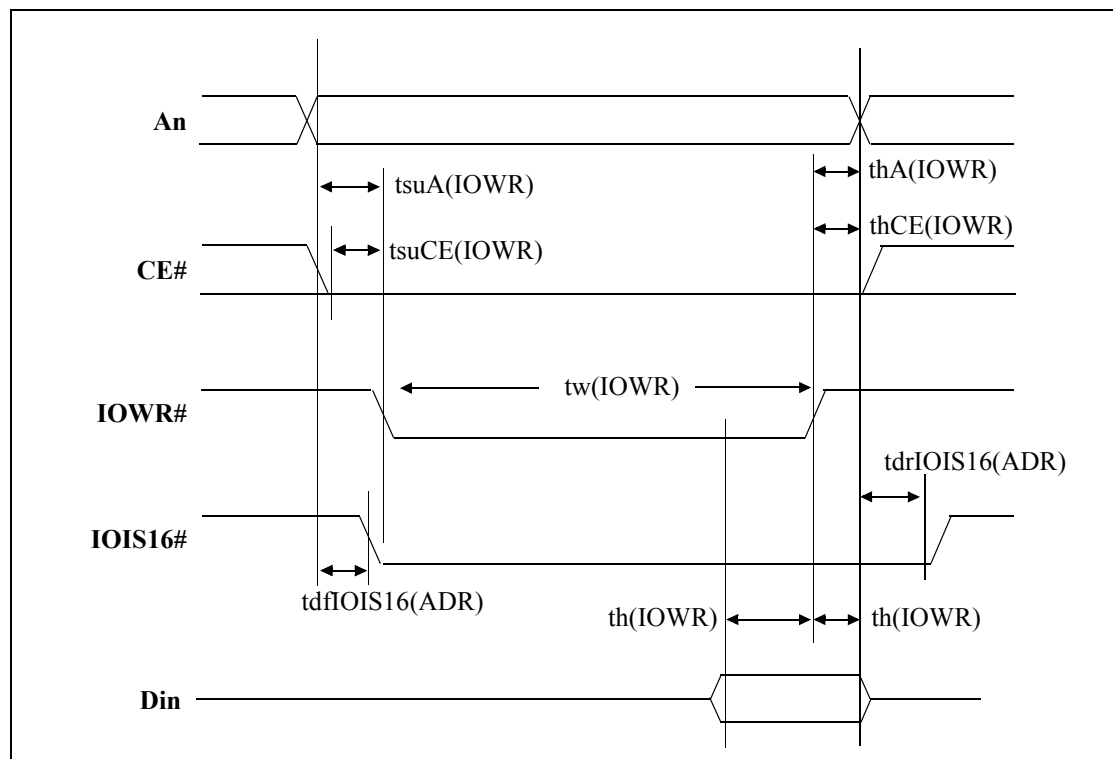 An
tsuA(IOWR)
thA(IOWR)
thCE(IOWR)
tsuCE(IOWR)
CE#
tw(IOWR)
IOWR#
tdrIOIS16(ADR)
IOIS16#
tdfIOIS16(ADR)
th(IOWR)
th(IOWR)
Din